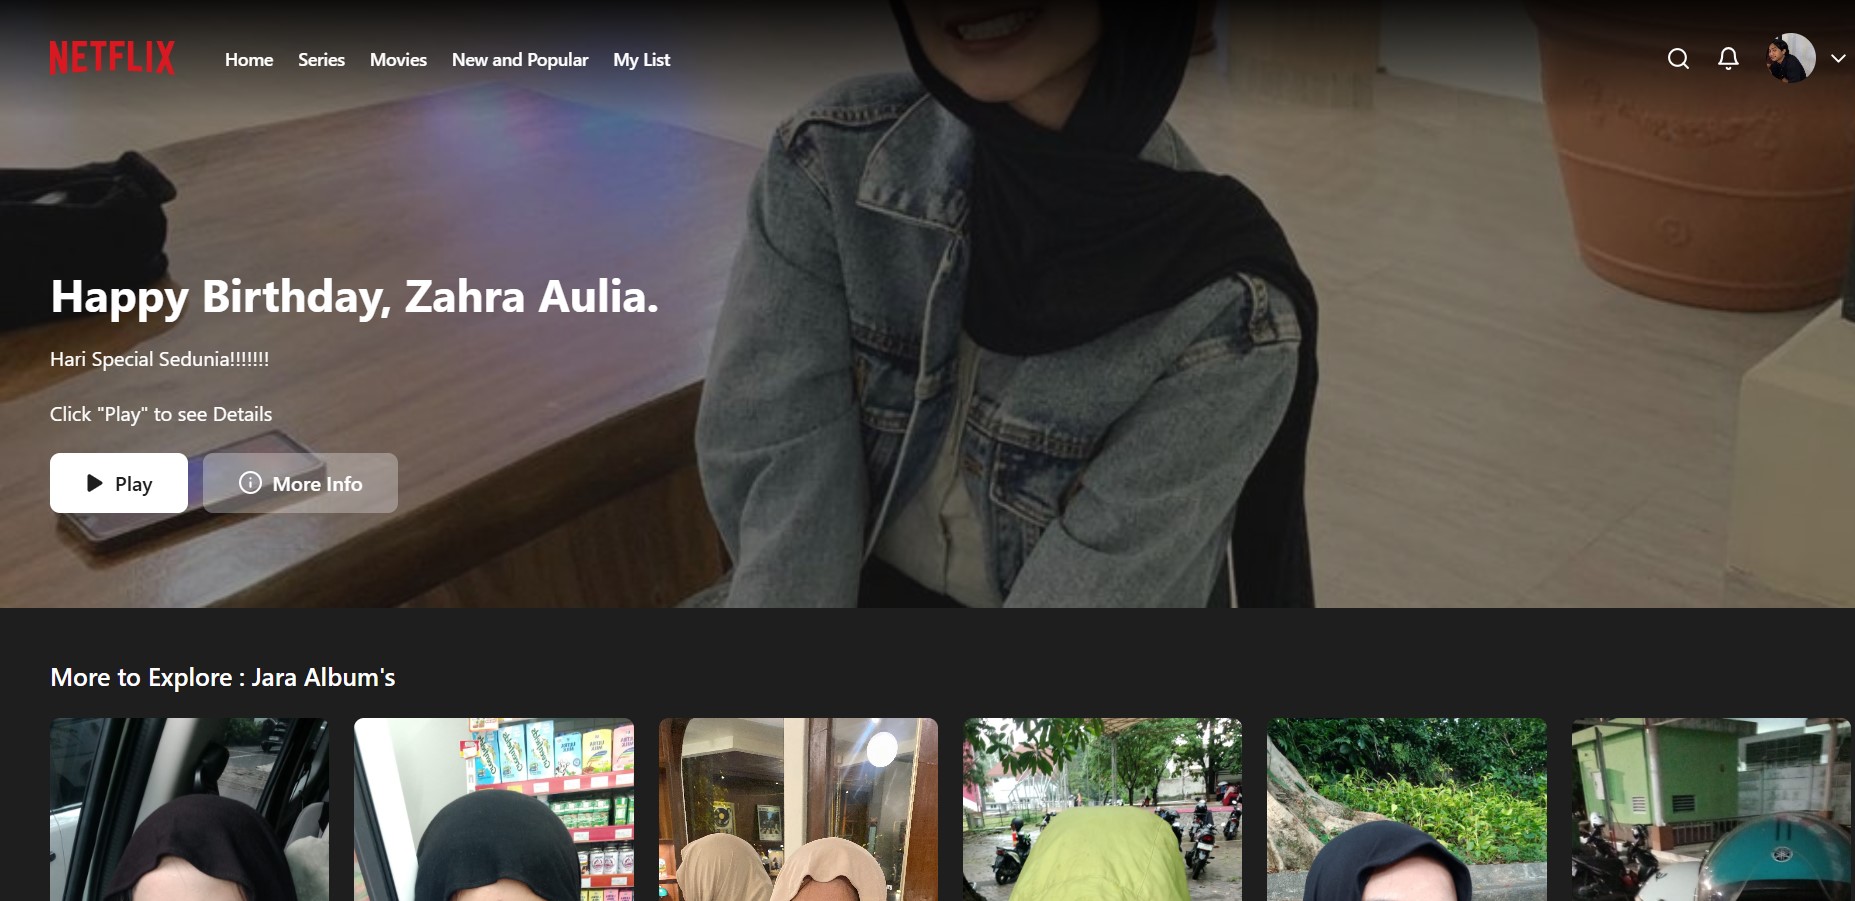 NETFLIX
Home Series Movies New and Popular My List
Happy Birthday, Zahra Aulia.
Hari Special Sedunia!!!!!!!
Click "Play" to see Details
Play More Info
More to Explore : Jara Album's